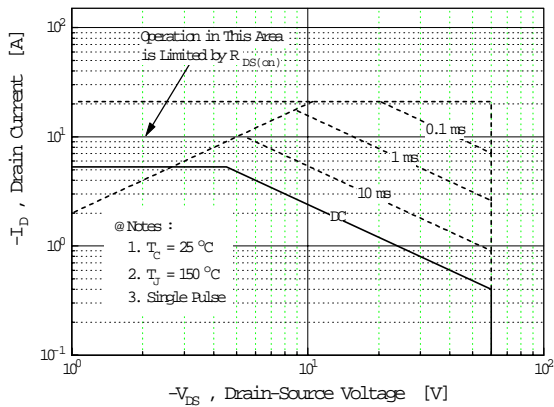 Operation in This Area
is Limited by R DS(on)
10²
10¹
10⁰
10⁻¹
-I_D , Drain Current [A]
0.1 ms
1 ms
10 ms
DC
@ Notes :
1. T_C = 25 °C
2. T_J = 150 °C
3. Single Pulse
10⁰
10¹
10²
-V_DS , Drain-Source Voltage [V]